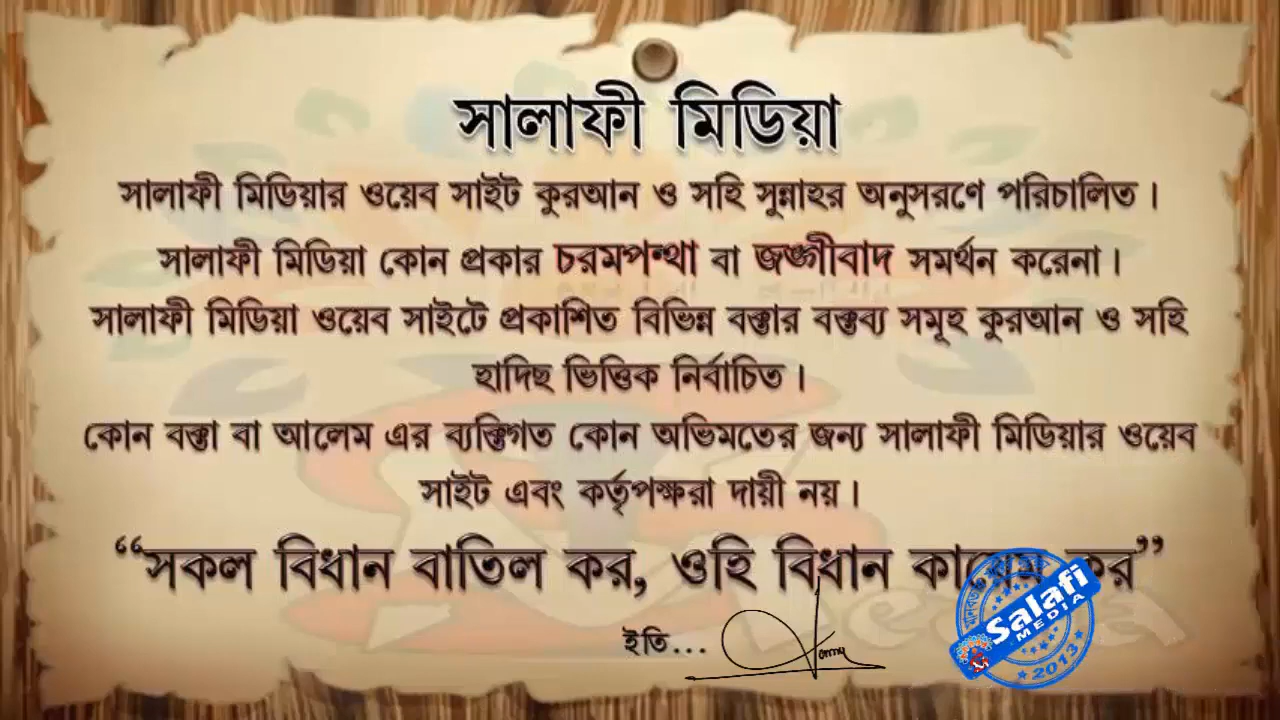 সালাফী মিডিয়া
সালাফী মিডিয়ার ওয়েব সাইট কুরআন ও সহি সুন্নাহর অনুসরণে পরিচালিত।
সালাফী মিডিয়া কোন প্রকার চরমপন্থা বা জঙ্গীবাদ সমর্থন করেনা।
সালাফী মিডিয়া ওয়েব সাইটে প্রকাশিত বিভিন্ন বক্তার বক্তব্য সমূহ কুরআন ও সহি
হাদিছ ভিত্তিক নির্বাচিত।
কোন বক্তা বা আলেম এর ব্যক্তিগত কোন অভিমতের জন্য সালাফী মিডিয়ার ওয়েব
সাইট এবং কর্তৃপক্ষরা দায়ী নয়।
“সকল বিধান বাতিল কর, ওহি বিধান কায়েম কর”
ইতি...
Salafi
MEDIA
2013